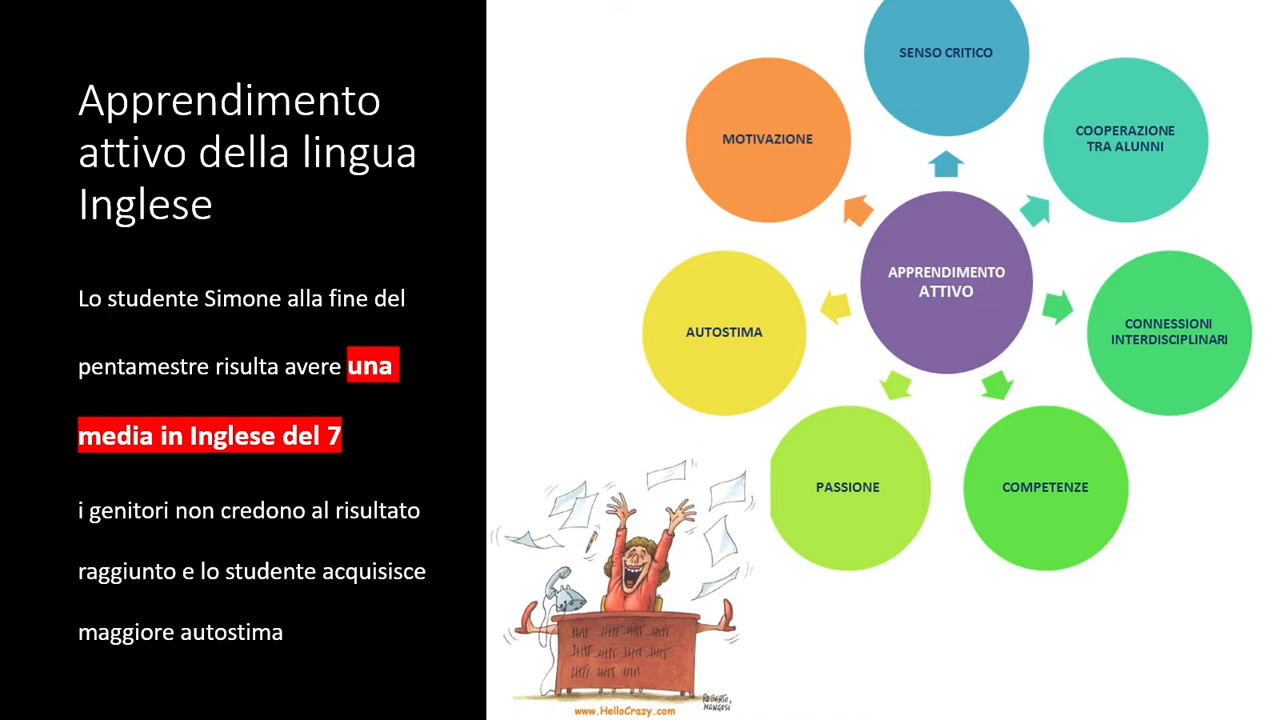 Apprendimento
attivo della lingua
Inglese
Lo studente Simone alla fine del
pentamestre risulta avere una
media in Inglese del 7
i genitori non credono al risultato
raggiunto e lo studente acquisisce
maggiore autostima
SENSO CRITICO
MOTIVAZIONE
COOPERAZIONE
TRA ALUNNI
APPRENDIMENTO
ATTIVO
AUTOSTIMA
CONNESSIONI
INTERDISCIPLINARI
PASSIONE
COMPETENZE
ROBERTO
MANGOSI
www.HelloCrazy.com